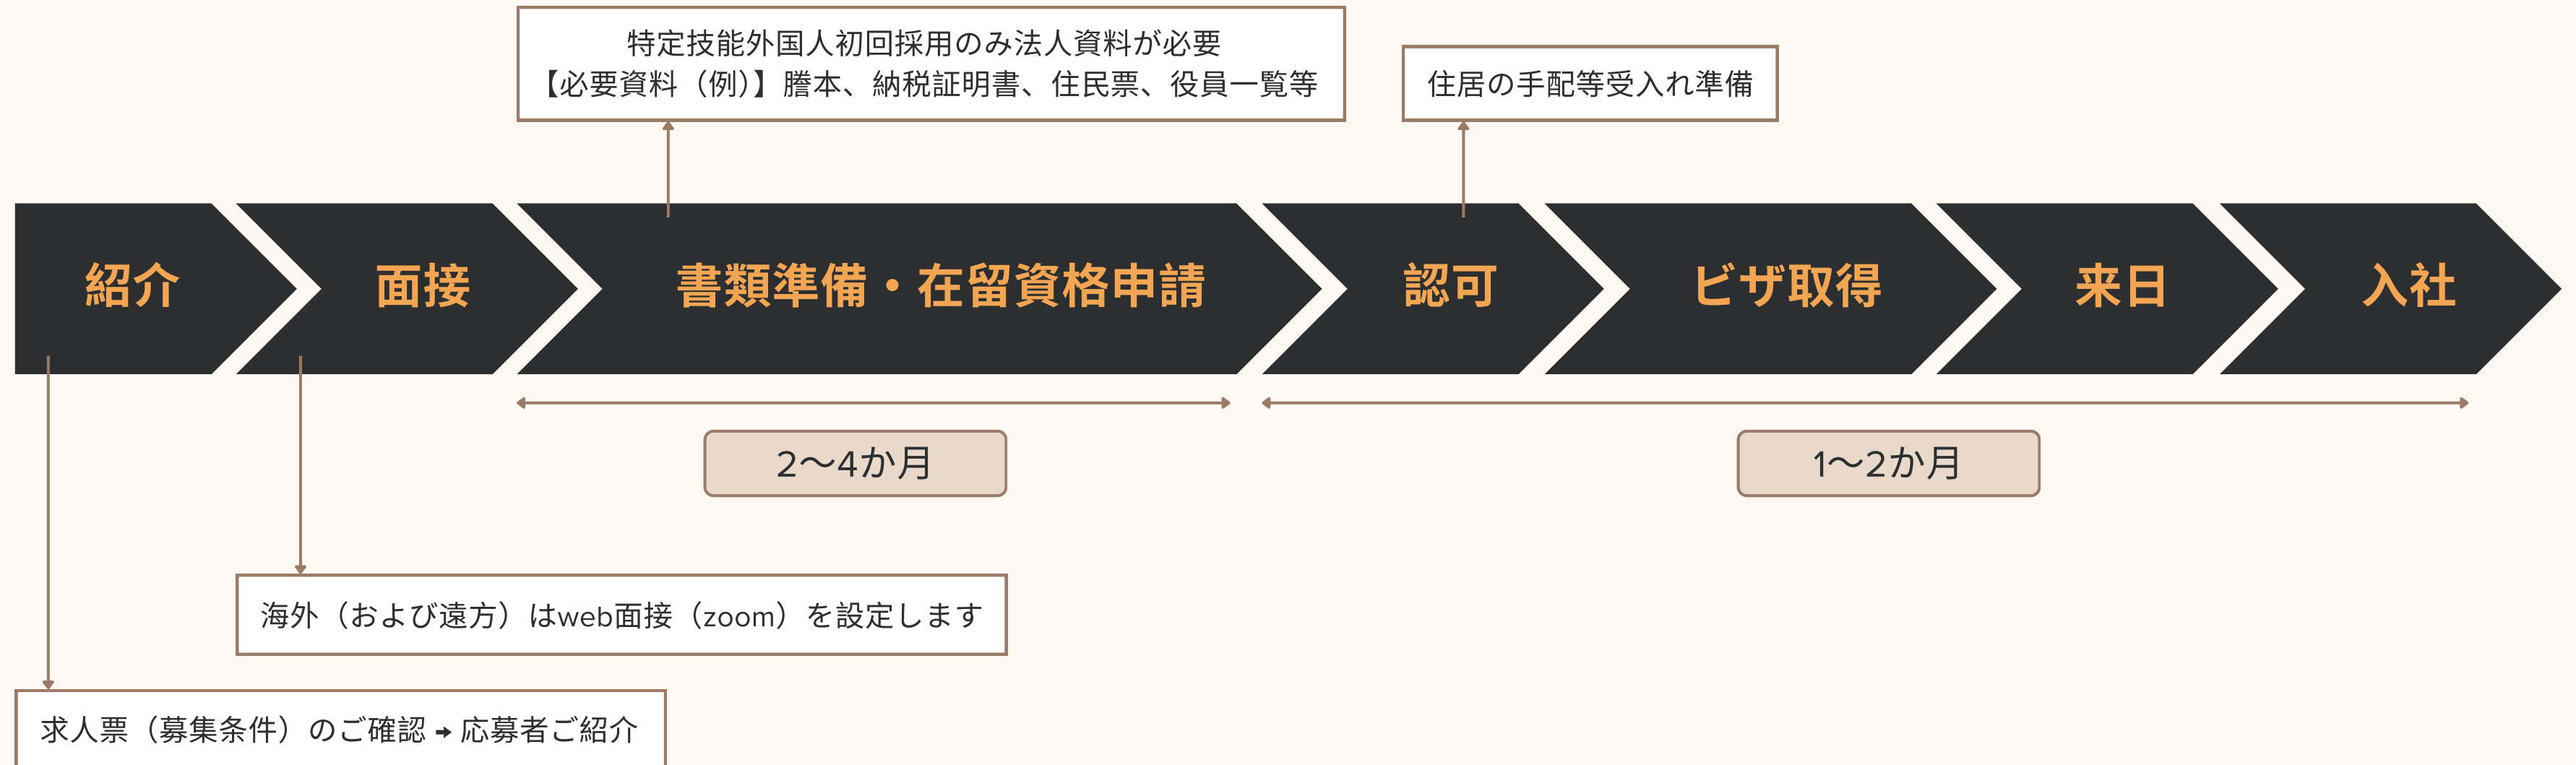 特定技能外国人初回採用のみ法人資料が必要
【必要資料（例）】謄本、納税証明書、住民票、役員一覧等
住居の手配等受入れ準備
紹介
面接
書類準備・在留資格申請
認可
ビザ取得
来日
入社
2〜4か月
1〜2か月
海外（および遠方）はweb面接（zoom）を設定します
求人票（募集条件）のご確認 ➡ 応募者ご紹介